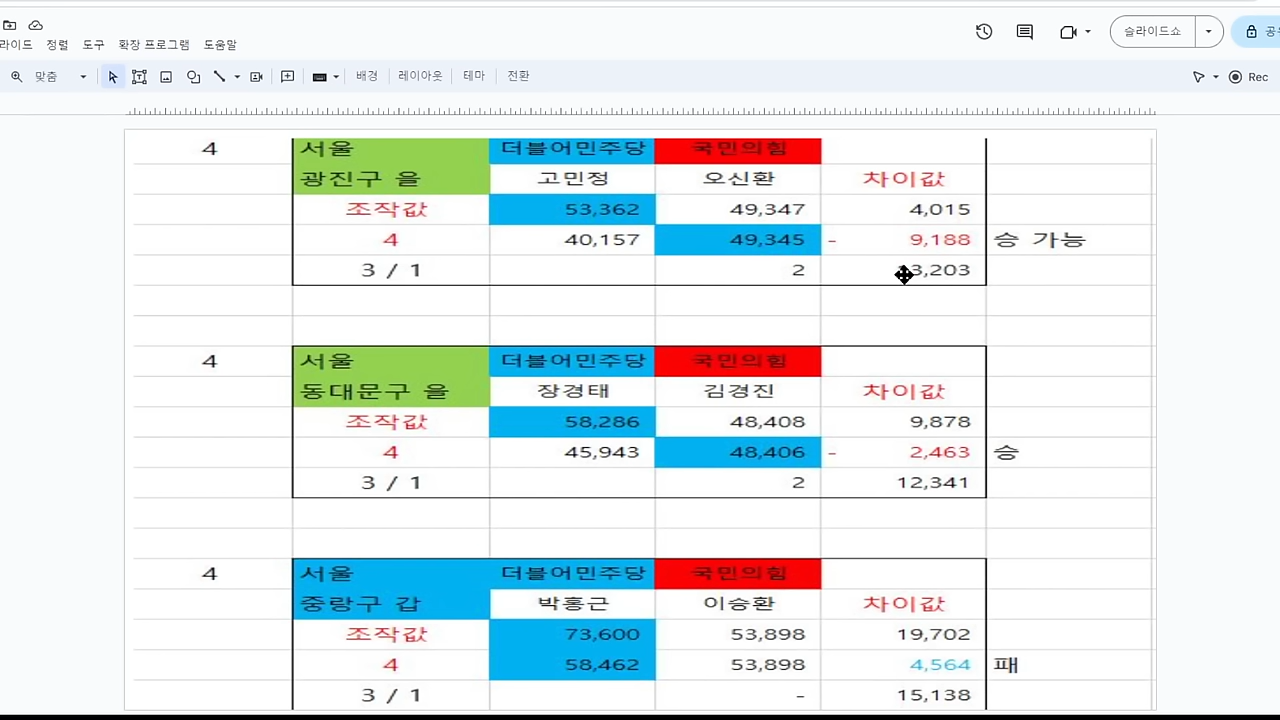 라이드 정렬 도구 확장 프로그램 도움말
슬라이드쇼
맞춤
배경 레이아웃 테마 전환
Rec
4 서울 더불어민주당 국민의힘
광진구 을 고민정 오신환 차이값
조작값 53,362 49,347 4,015
4 40,157 49,345 - 9,188 승 가능
3 / 1 2 3,203
4 서울 더불어민주당 국민의힘
동대문구 을 장경태 김경진 차이값
조작값 58,286 48,408 9,878
4 45,943 48,406 - 2,463 승
3 / 1 2 12,341
4 서울 더불어민주당 국민의힘
중랑구 갑 박홍근 이승환 차이값
조작값 73,600 53,898 19,702
4 58,462 53,898 4,564 패
3 / 1 - 15,138